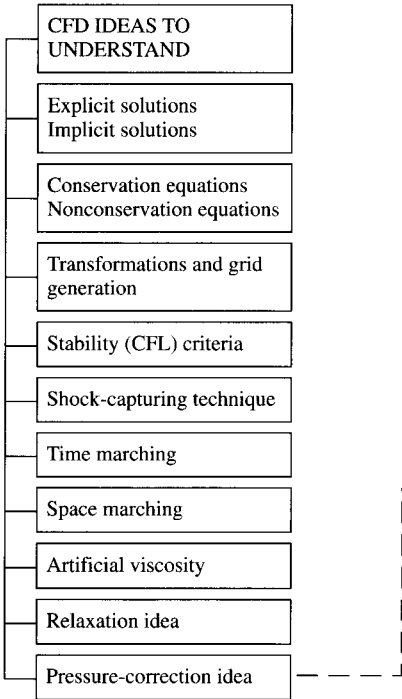 CFD IDEAS TO
UNDERSTAND
Explicit solutions
Implicit solutions
Conservation equations
Nonconservation equations
Transformations and grid
generation
Stability (CFL) criteria
Shock-capturing technique
Time marching
Space marching
Artificial viscosity
Relaxation idea
Pressure-correction idea